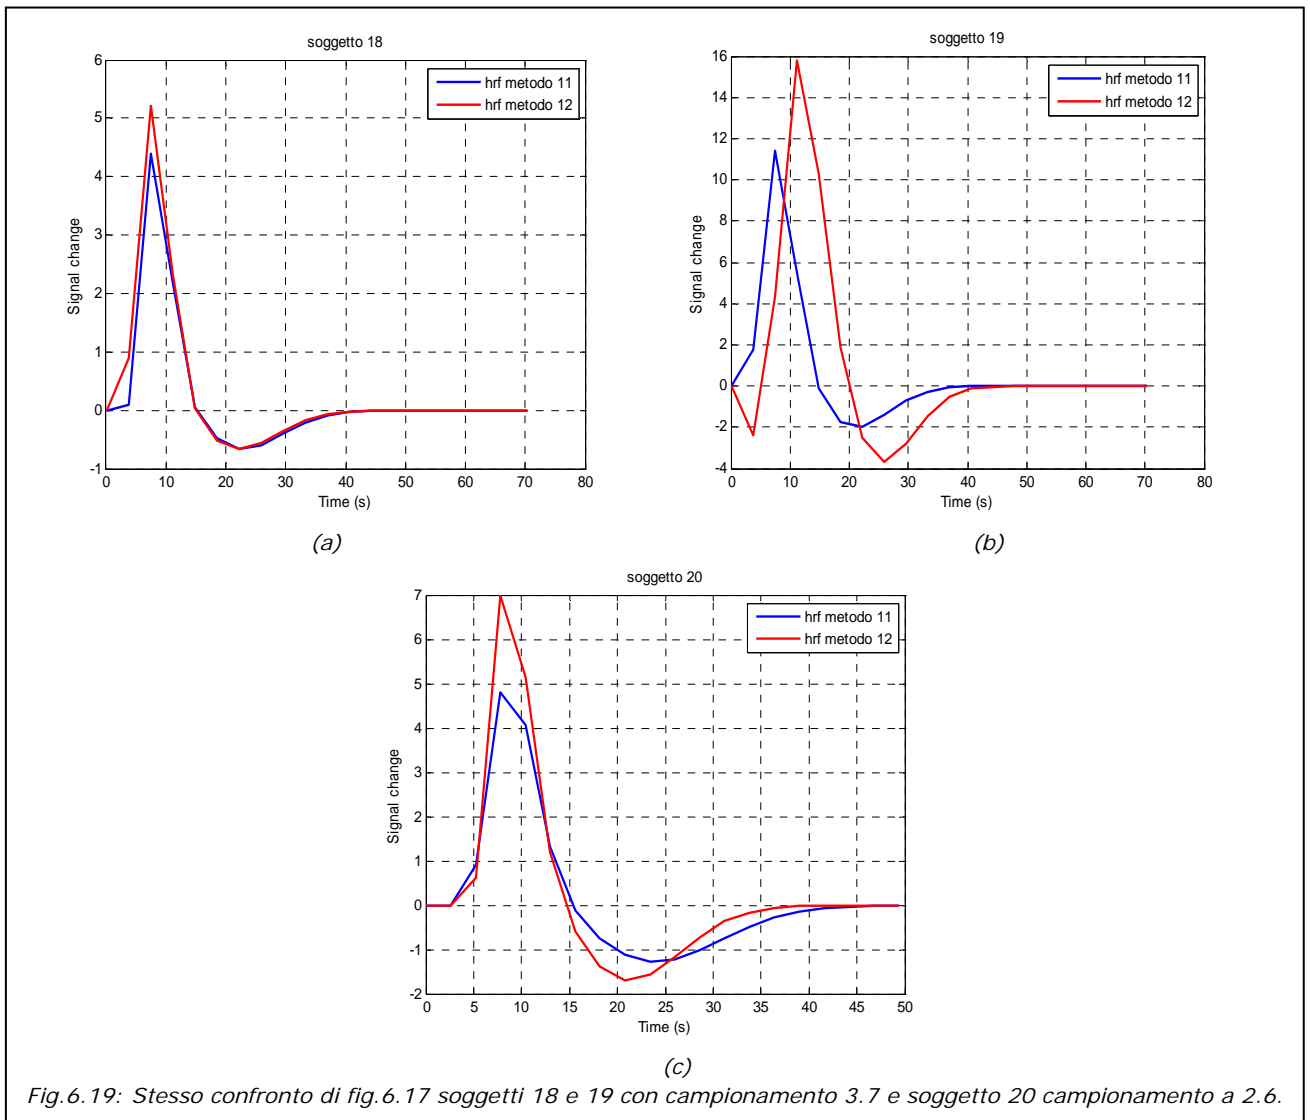 soggetto 18
6
5
4
3
2
1
0
-1
Signal change
hrf metodo 11
hrf metodo 12
0 10 20 30 40 50 60 70 80
Time (s)
(a)
soggetto 19
16
14
12
10
8
6
4
2
0
-2
-4
Signal change
hrf metodo 11
hrf metodo 12
0 10 20 30 40 50 60 70 80
Time (s)
(b)
soggetto 20
7
6
5
4
3
2
1
0
-1
-2
Signal change
hrf metodo 11
hrf metodo 12
0 5 10 15 20 25 30 35 40 45 50
Time (s)
(c)
Fig.6.19: Stesso confronto di fig.6.17 soggetti 18 e 19 con campionamento 3.7 e soggetto 20 campionamento a 2.6.